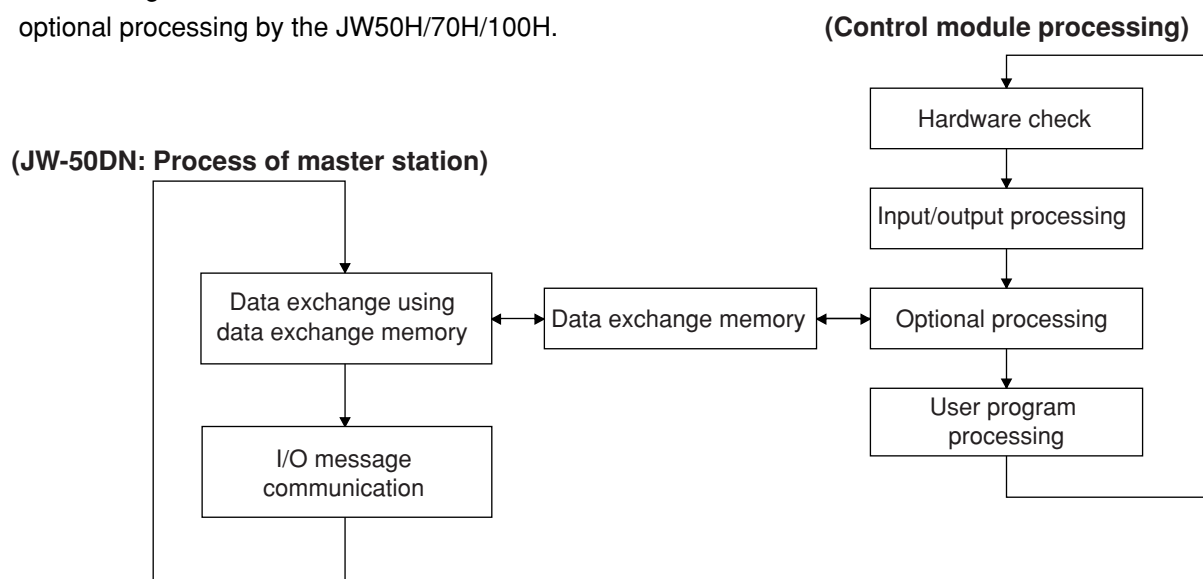 optional processing by the JW50H/70H/100H.
(Control module processing)
Hardware check
(JW-50DN: Process of master station)
Input/output processing
Data exchange using
data exchange memory
Data exchange memory
Optional processing
User program
processing
I/O message
communication